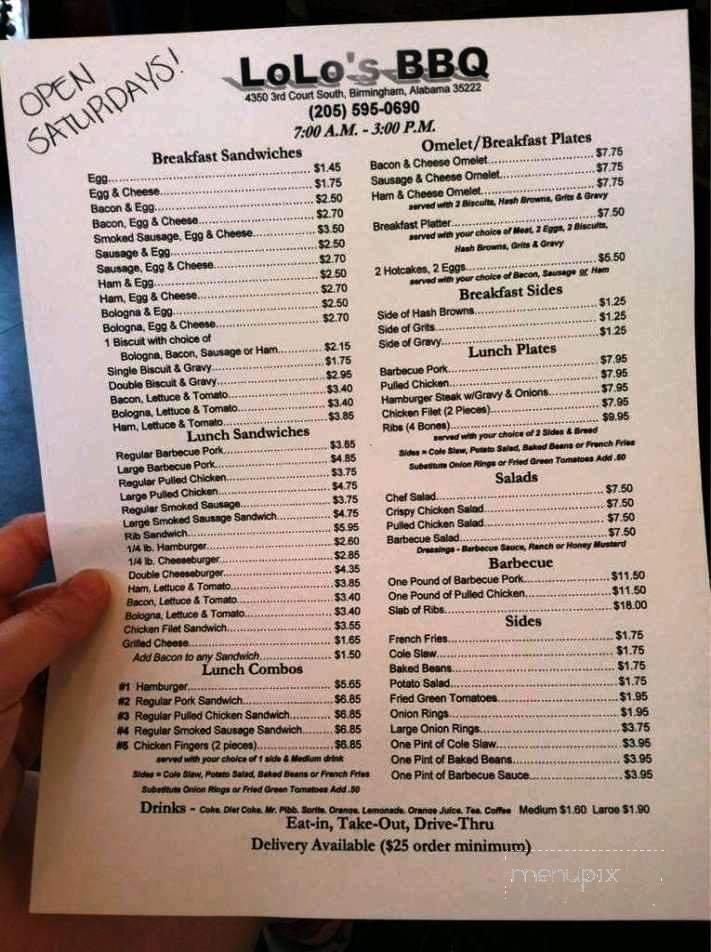 OPEN
SATURDAYS!
LoLo's BBQ
4350 3rd Court South, Birmingham, Alabama 35222
(205) 595-0690
7:00 A.M. - 3:00 P.M.
Breakfast Sandwiches
Egg $1.45
Egg & Cheese $1.75
Bacon & Egg $2.50
Bacon, Egg & Cheese $2.70
Smoked Sausage, Egg & Cheese $3.50
Sausage & Egg $2.50
Sausage, Egg & Cheese $2.70
Ham & Egg $2.50
Ham, Egg & Cheese $2.70
Bologna & Egg $2.50
Bologna, Egg & Cheese $2.70
1 Biscuit with choice of
Bologna, Bacon, Sausage or Ham $2.15
Single Biscuit & Gravy $1.75
Double Biscuit & Gravy $2.95
Bacon, Lettuce & Tomato $3.40
Bologna, Lettuce & Tomato $3.40
Ham, Lettuce & Tomato $3.85
Lunch Sandwiches
Regular Barbecue Pork $3.85
Large Barbecue Pork $4.85
Regular Pulled Chicken $3.75
Large Pulled Chicken $4.75
Regular Smoked Sausage $3.75
Large Smoked Sausage Sandwich $4.75
Rib Sandwich $5.95
1/4 lb. Hamburger $2.60
1/4 lb. Cheeseburger $2.85
Double Cheeseburger $4.35
Ham, Lettuce & Tomato $3.85
Bacon, Lettuce & Tomato $3.40
Bologna, Lettuce & Tomato $3.40
Chicken Filet Sandwich $3.55
Grilled Cheese $1.65
Add Bacon to any Sandwich $1.50
Lunch Combos
#1 Hamburger $5.65
#2 Regular Pork Sandwich $6.85
#3 Regular Pulled Chicken Sandwich $6.85
#4 Regular Smoked Sausage Sandwich $6.85
#5 Chicken Fingers (2 pieces) $6.85
served with your choice of 1 side & Medium drink
Sides = Cole Slaw, Potato Salad, Baked Beans or French Fries
Substitute Onion Rings or Fried Green Tomatoes Add .50
Omelet/Breakfast Plates
Bacon & Cheese Omelet $7.75
Sausage & Cheese Omelet $7.75
Ham & Cheese Omelet $7.75
served with 2 Biscuits, Hash Browns, Grits & Gravy
Breakfast Platter $7.50
served with your choice of Meat, 2 Eggs, 2 Biscuits,
Hash Browns, Grits & Gravy
2 Hotcakes, 2 Eggs $5.50
served with your choice of Bacon, Sausage or Ham
Breakfast Sides
Side of Hash Browns $1.25
Side of Grits $1.25
Side of Gravy $1.25
Lunch Plates
Barbecue Pork $7.95
Pulled Chicken $7.95
Hamburger Steak w/Gravy & Onions $7.95
Chicken Filet (2 Pieces) $7.95
Ribs (4 Bones) $9.95
served with your choice of 2 Sides & Bread
Sides = Cole Slaw, Potato Salad, Baked Beans or French Fries
Substitute Onion Rings or Fried Green Tomatoes Add .50
Salads
Chef Salad $7.50
Crispy Chicken Salad $7.50
Pulled Chicken Salad $7.50
Barbecue Salad $7.50
Dressings - Barbecue Sauce, Ranch or Honey Mustard
Barbecue
One Pound of Barbecue Pork $11.50
One Pound of Pulled Chicken $11.50
Slab of Ribs $18.00
Sides
French Fries $1.75
Cole Slaw $1.75
Baked Beans $1.75
Potato Salad $1.75
Fried Green Tomatoes $1.95
Onion Rings $1.95
Large Onion Rings $3.75
One Pint of Cole Slaw $3.95
One Pint of Baked Beans $3.95
One Pint of Barbecue Sauce $3.95
Drinks - Coke, Diet Coke, Mr. Pibb, Sprite, Orange, Lemonade, Orange Juice, Tea, Coffee Medium $1.60 Large $1.90
Eat-in, Take-Out, Drive-Thru
Delivery Available ($25 order minimum)
menupix